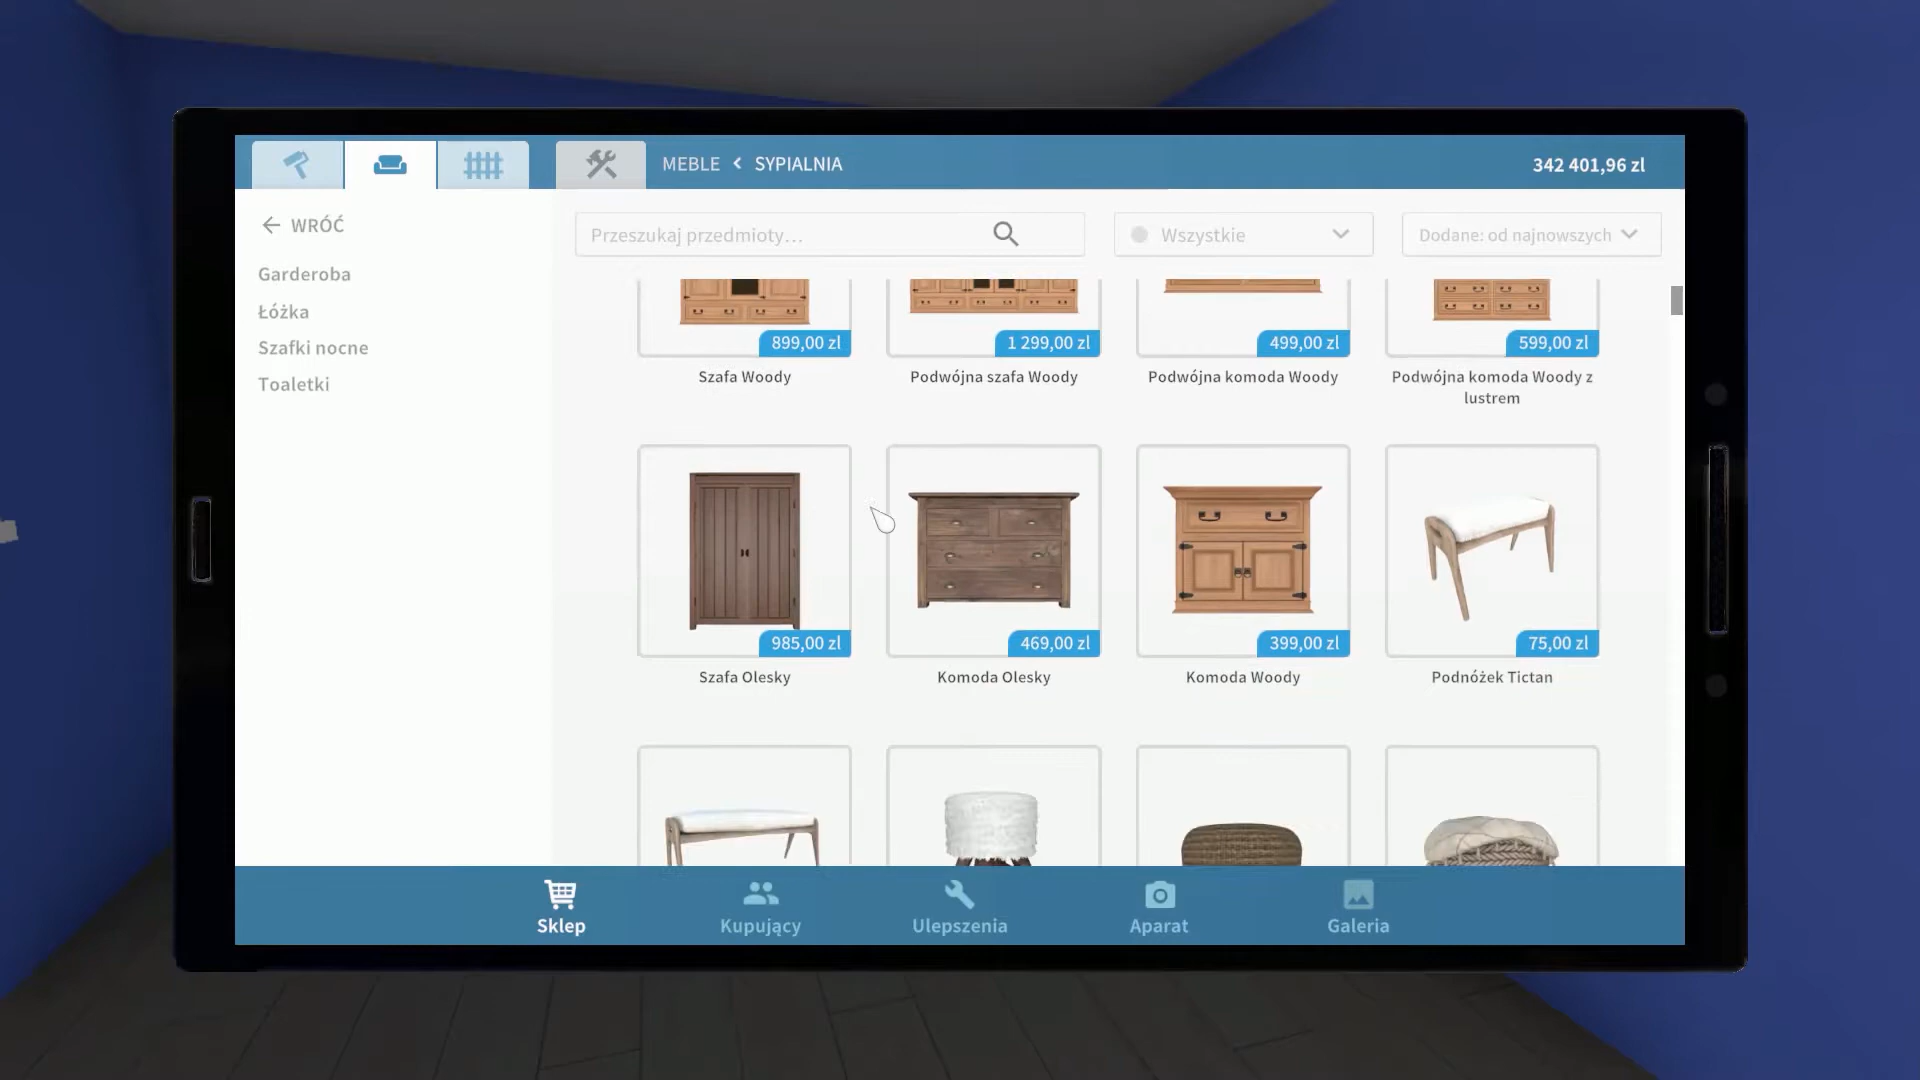 MEBLE < SYPIALNIA
342 401,96 zl
WRÓĆ
Przeszukaj przedmioty...
Wszystkie
Dodane: od najnowszych
Garderoba
Łóżka
Szafki nocne
Toaletki
899,00 zl
1 299,00 zl
499,00 zl
599,00 zl
Szafa Woody
Podwójna szafa Woody
Podwójna komoda Woody
Podwójna komoda Woody z
lustrem
985,00 zl
469,00 zl
399,00 zl
75,00 zl
Szafa Olesky
Komoda Olesky
Komoda Woody
Podnóżek Tictan
Sklep
Kupujący
Ulepszenia
Aparat
Galeria